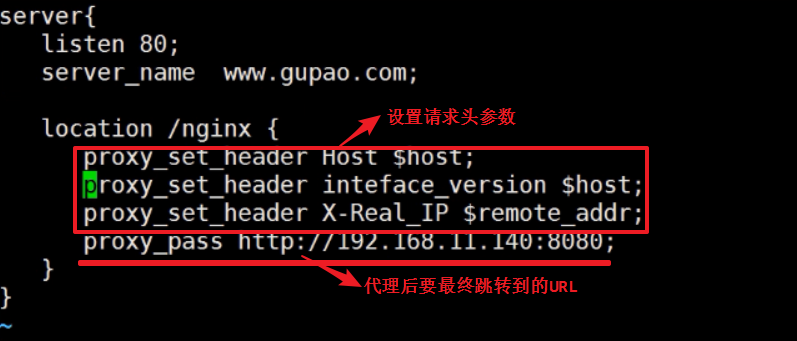 server{
listen 80;
server_name  www.gupao.com;
设置请求头参数
location /nginx {
proxy_set_header Host $host;
proxy_set_header inteface_version $host;
proxy_set_header X-Real_IP $remote_addr;
proxy_pass http://192.168.11.140:8080;
}
代理后要最终跳转到的URL
}
~